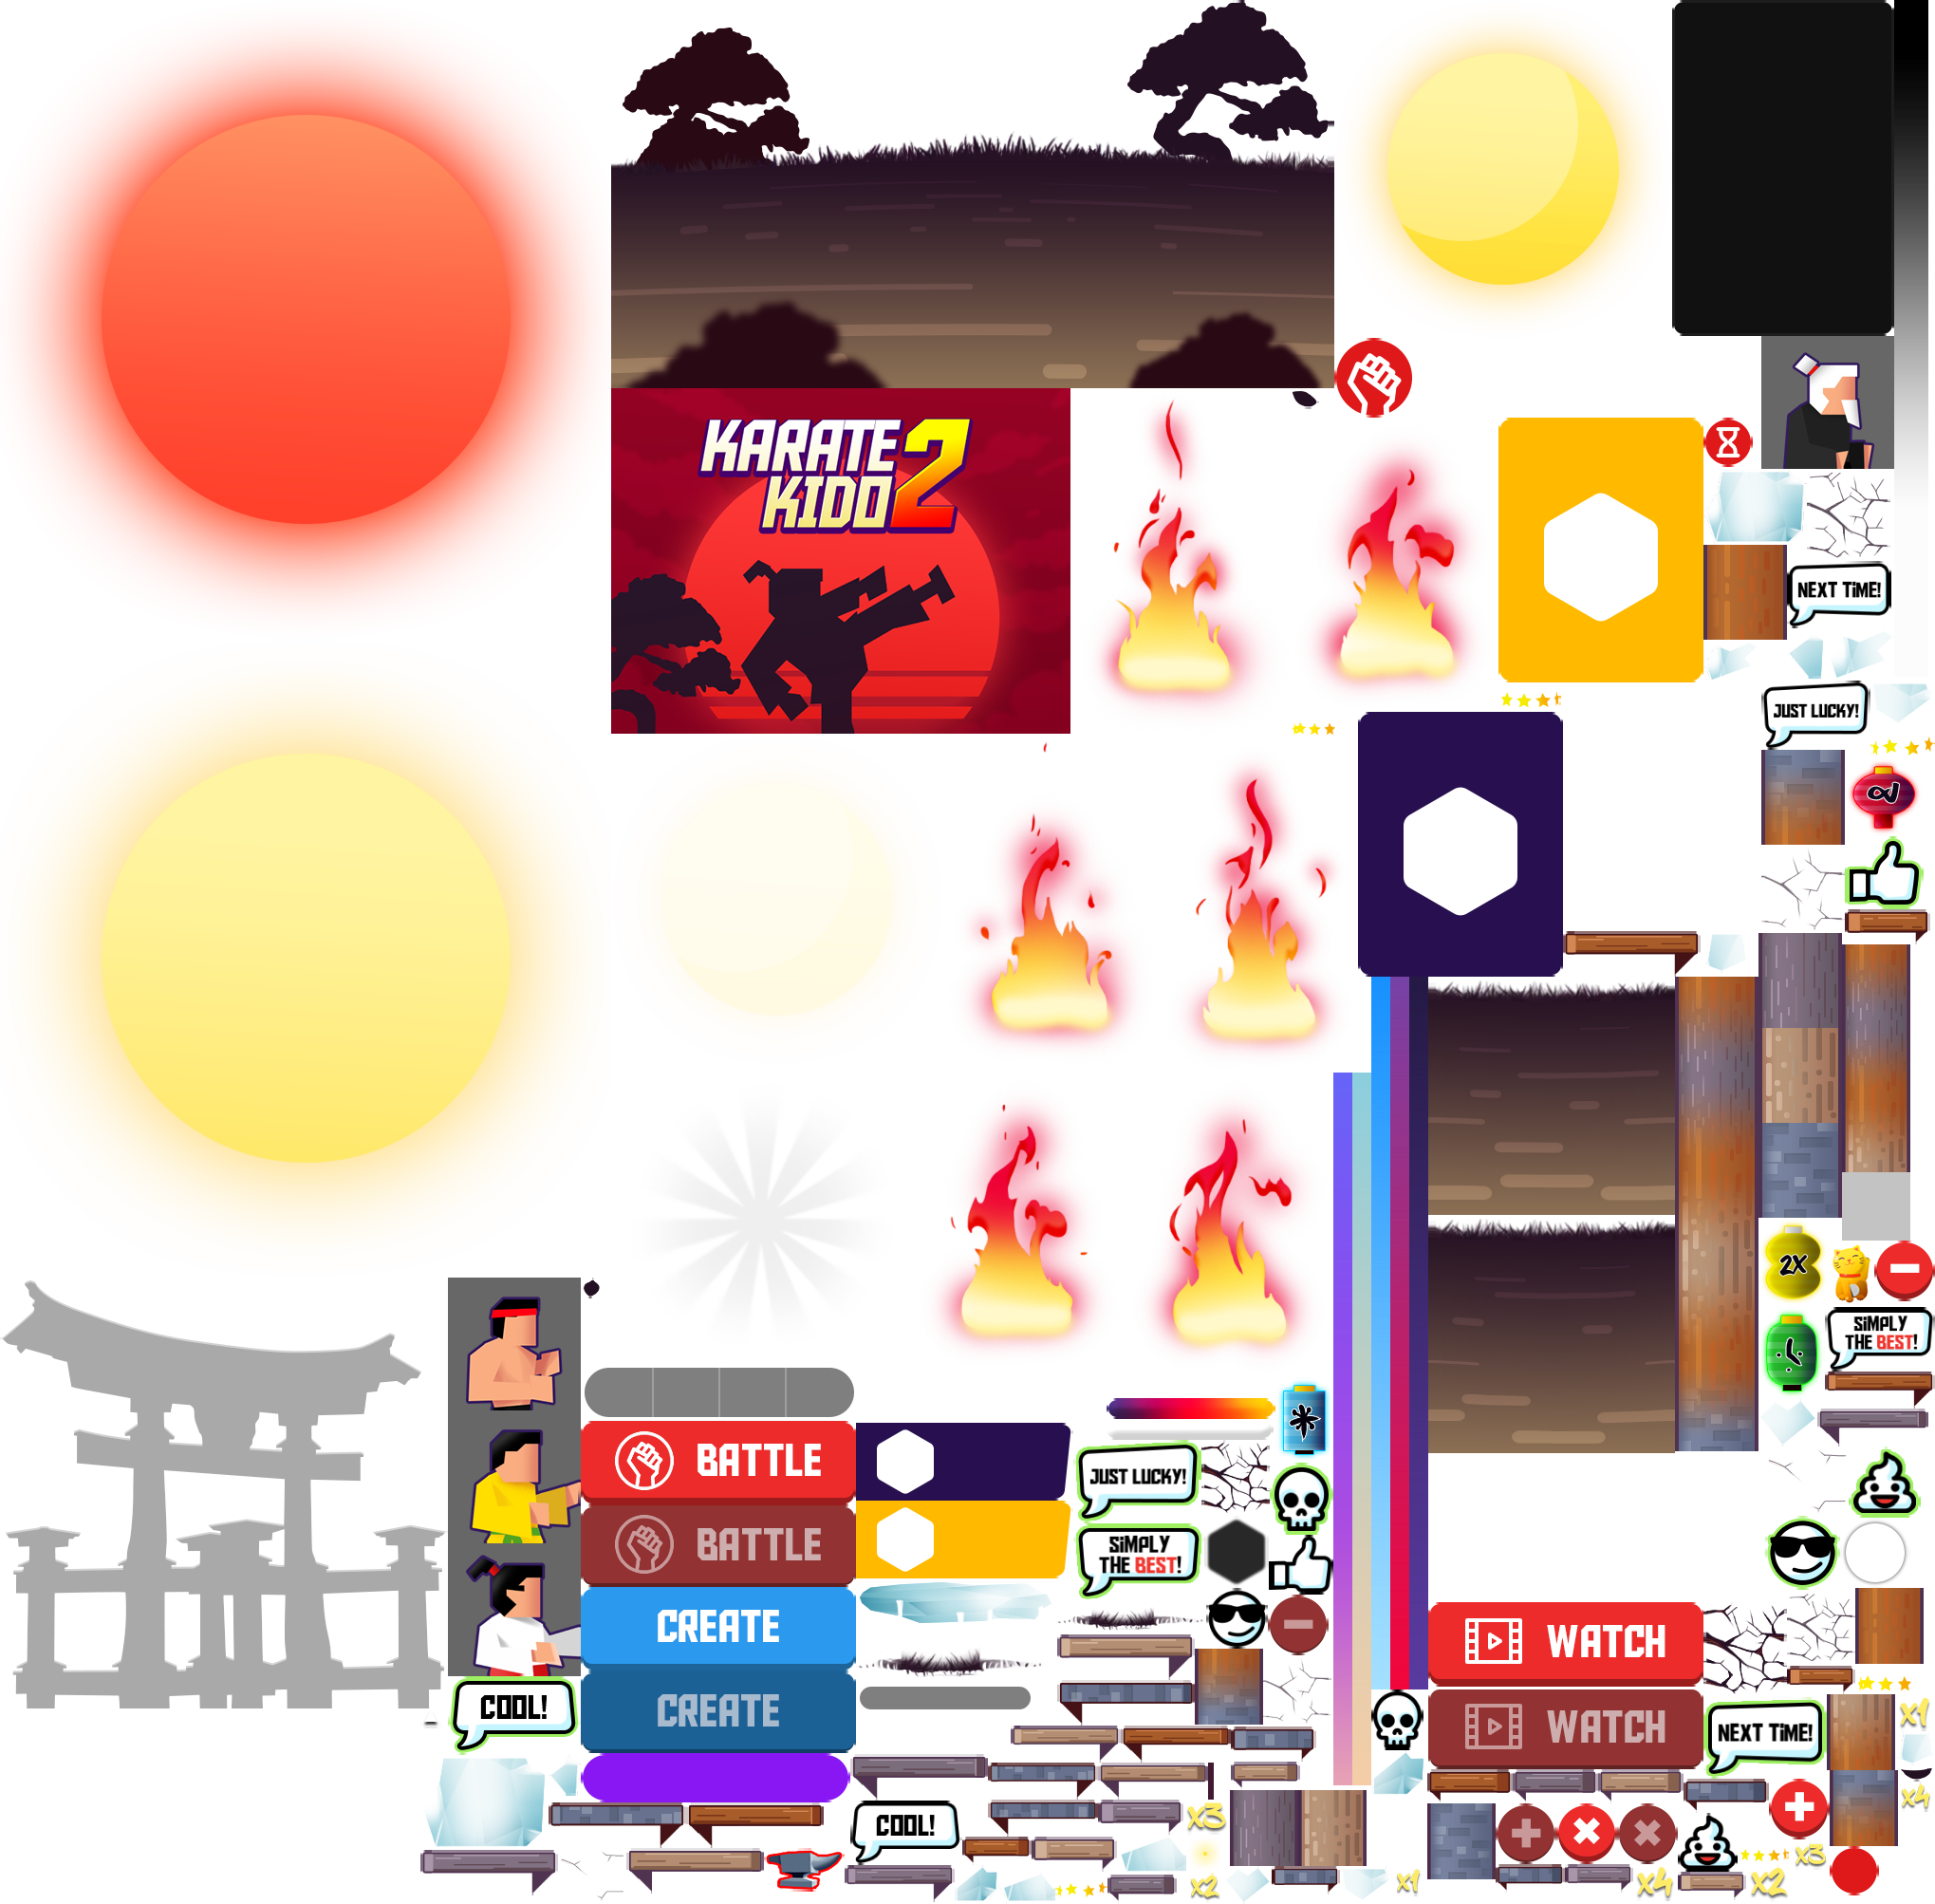 KARATE
KIDO 2
NEXT TIME!
JUST LUCKY!
2X
SIMPLY
THE BEST!
BATTLE
JUST LUCKY!
BATTLE
SIMPLY
THE BEST!
CREATE
WATCH
COOL!
CREATE
WATCH
NEXT TIME!
x1
x4
x3
COOL!
x3
x2
x1
x4
x2